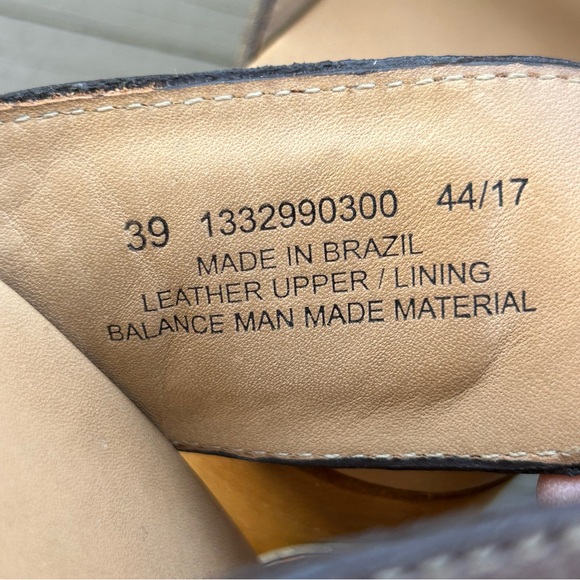 39 1332990300 44/17
MADE IN BRAZIL
LEATHER UPPER / LINING
BALANCE MAN MADE MATERIAL